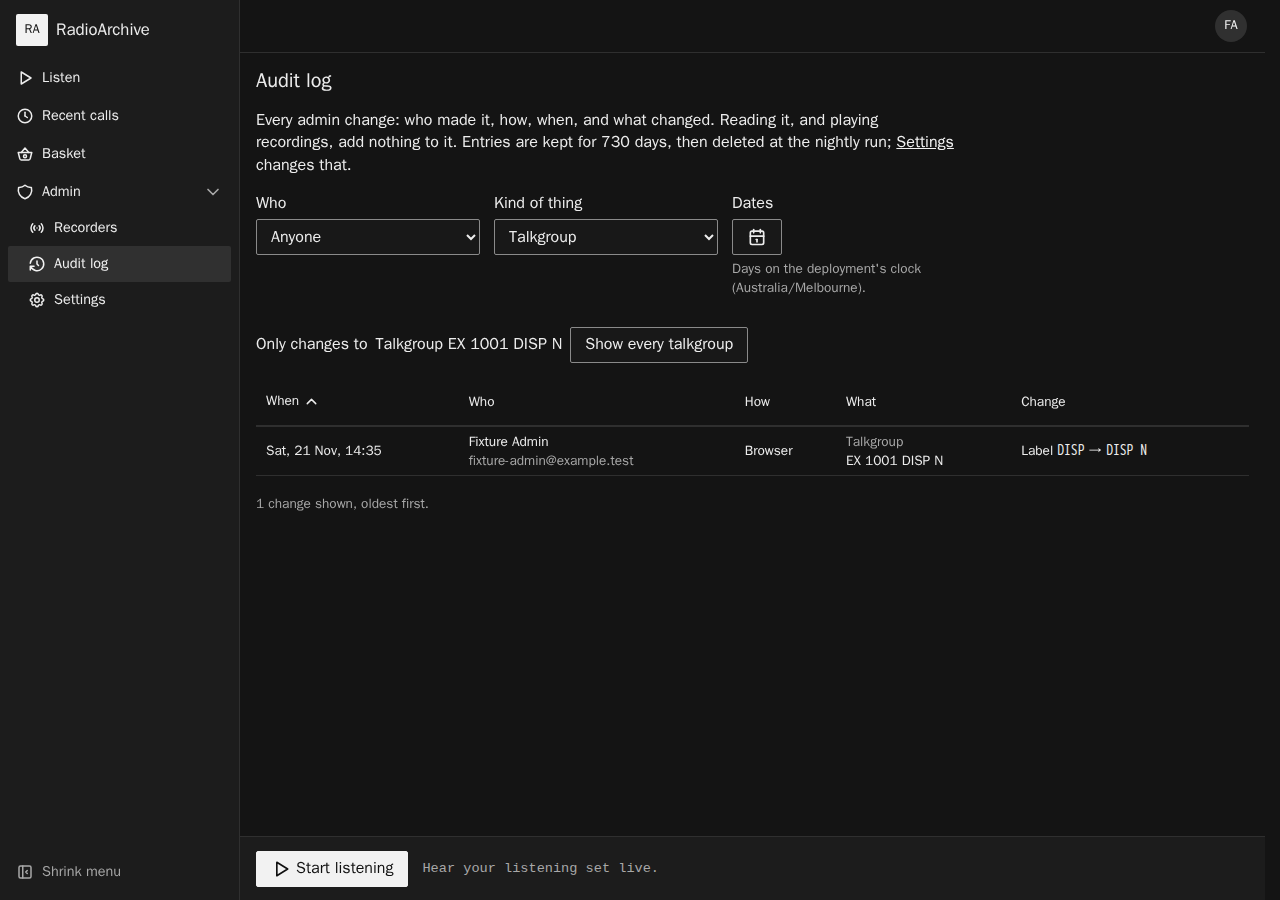 RA RadioArchive
FA
Listen
Recent calls
Basket
Admin
Recorders
Audit log
Settings
Shrink menu
Audit log
Every admin change: who made it, how, when, and what changed. Reading it, and playing
recordings, add nothing to it. Entries are kept for 730 days, then deleted at the nightly run; Settings
changes that.
Who Kind of thing Dates
Anyone Talkgroup
Days on the deployment's clock
(Australia/Melbourne).
Only changes to Talkgroup EX 1001 DISP N Show every talkgroup
When Who How What Change
Sat, 21 Nov, 14:35 Fixture Admin Browser Talkgroup Label DISP → DISP N
fixture-admin@example.test EX 1001 DISP N
1 change shown, oldest first.
Start listening Hear your listening set live.